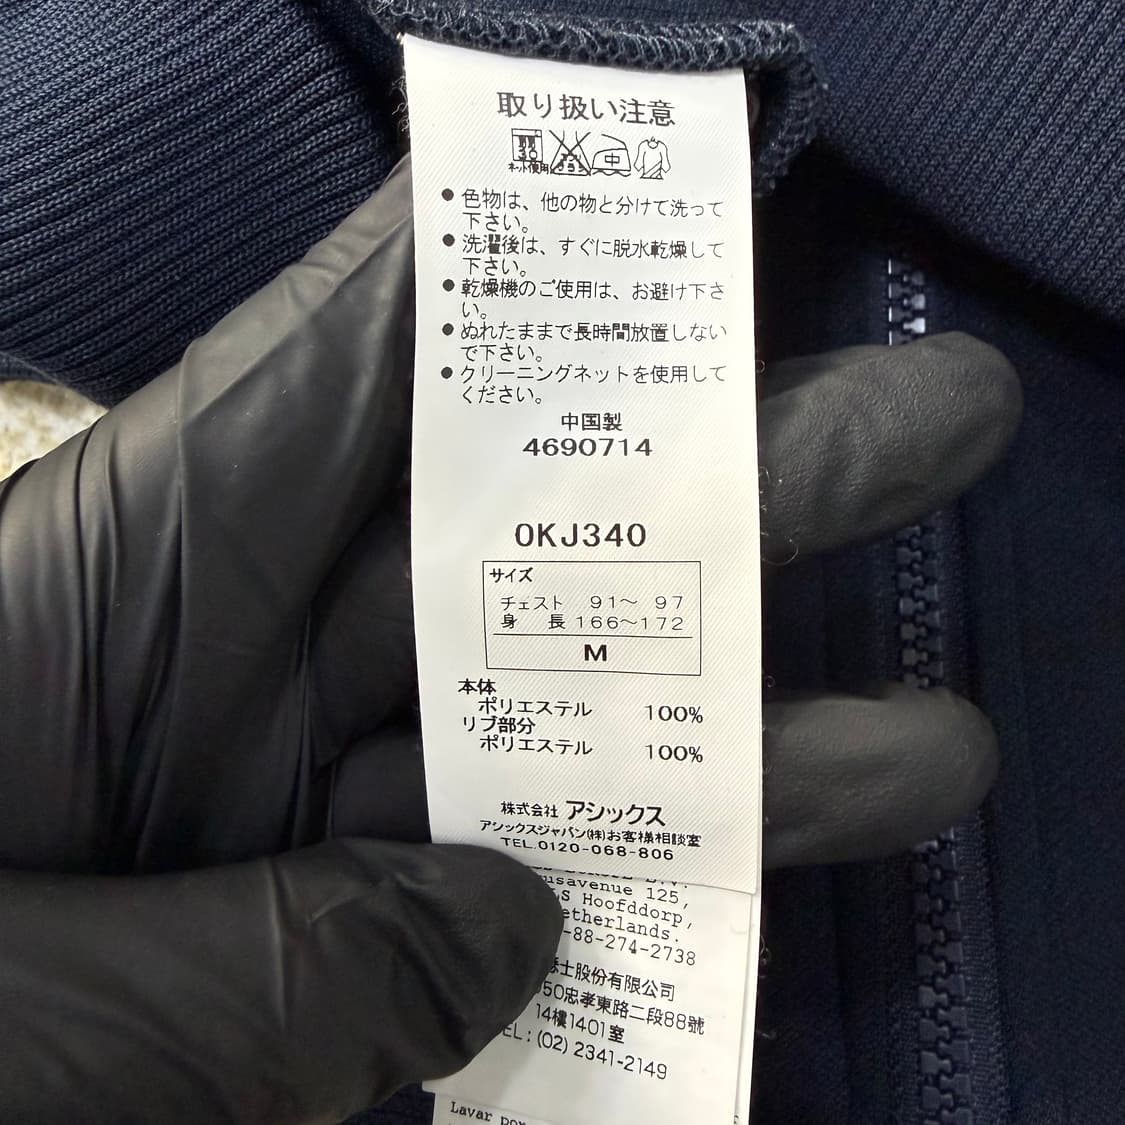 取り扱い注意
30
ネット使用
中
● 色物は、他の物と分けて洗って
下さい。
● 洗濯後は、すぐに脱水乾燥して
下さい。
● 乾燥機のご使用は、お避け下さ
い。
● ぬれたままで長時間放置しない
で下さい。
● クリーニングネットを使用して
ください。
中国製
4690714
OKJ340
サイズ
チェスト 91～ 97
身 長 166～172
M
本体
ポリエステル 100%
リブ部分
ポリエステル 100%
株式会社 アシックス
アシックスジャパン(株)お客様相談室
TEL.0120-068-806
125,
Hoofddorp,
-88-274-2738
士股份有限公司
50忠孝東路二段88號
14樓1401室
(02) 2341-2149
Lavar